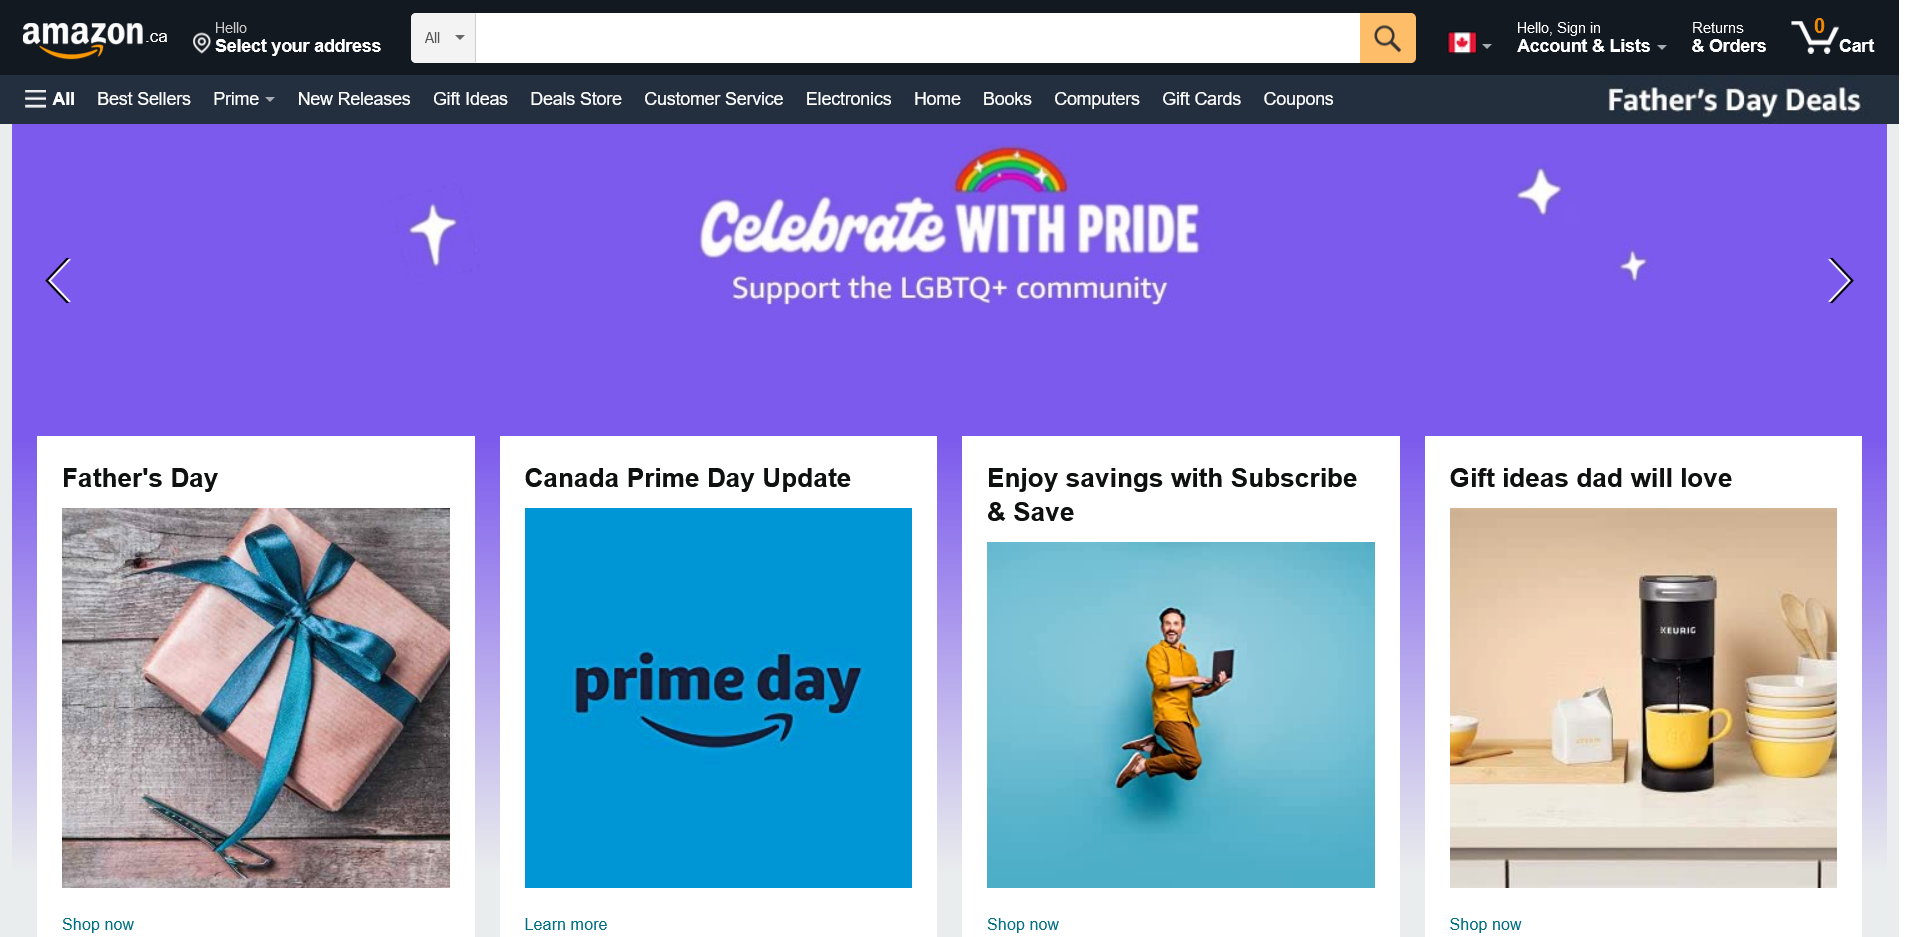 amazon.ca
Hello
Select your address
All
Hello, Sign in
Account & Lists
Returns
& Orders
0
Cart
All
Best Sellers
Prime
New Releases
Gift Ideas
Deals Store
Customer Service
Electronics
Home
Books
Computers
Gift Cards
Coupons
Father's Day Deals
Celebrate WITH PRIDE
Support the LGBTQ+ community
Father's Day
Shop now
Canada Prime Day Update
prime day
Learn more
Enjoy savings with Subscribe
& Save
Shop now
Gift ideas dad will love
KEURIG
Shop now